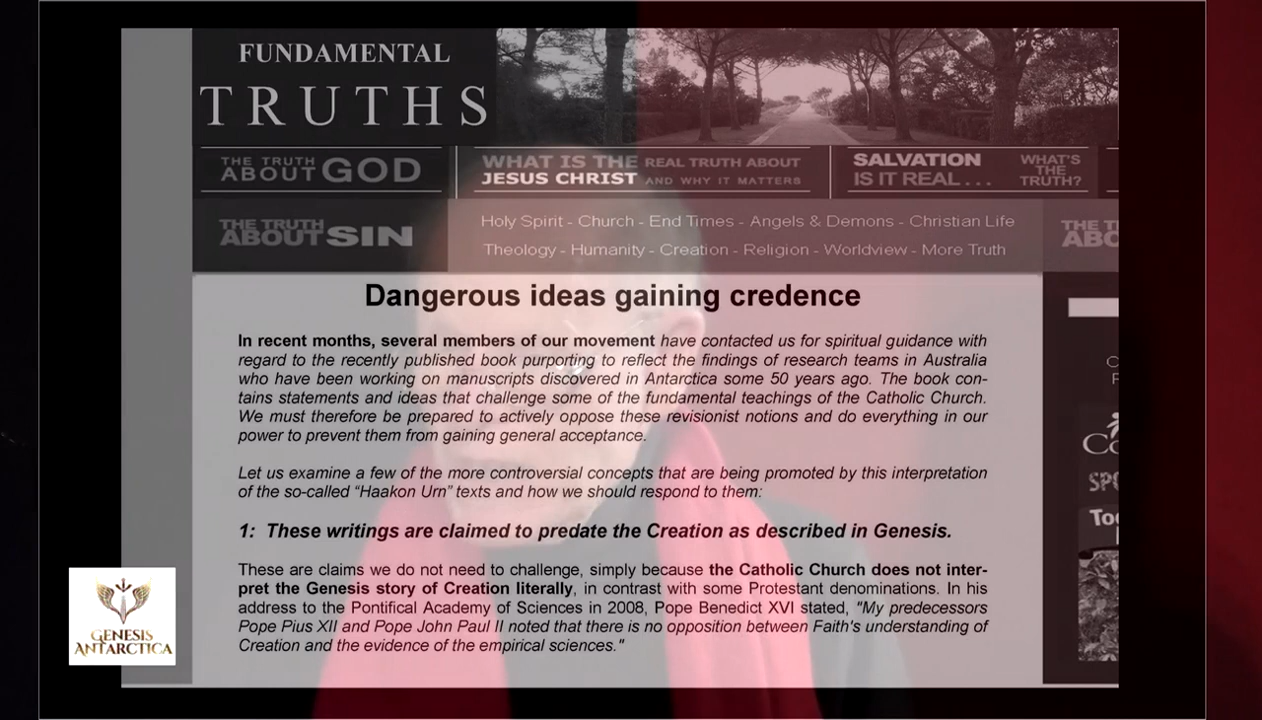 FUNDAMENTAL
TRUTHS
THE TRUTH
ABOUT GOD
WHAT IS THE REAL TRUTH ABOUT
JESUS CHRIST AND WHY IT MATTERS
SALVATION
IS IT REAL . . .
WHAT'S
THE
TRUTH?
THE TRUTH
ABOUT SIN
Holy Spirit - Church - End Times - Angels & Demons - Christian Life
Theology - Humanity - Creation - Religion - Worldview - More Truth
THE T
ABO
Dangerous ideas gaining credence
In recent months, several members of our movement have contacted us for spiritual guidance with
regard to the recently published book purporting to reflect the findings of research teams in Australia
who have been working on manuscripts discovered in Antarctica some 50 years ago. The book con-
tains statements and ideas that challenge some of the fundamental teachings of the Catholic Church.
We must therefore be prepared to actively oppose these revisionist notions and do everything in our
power to prevent them from gaining general acceptance.
Let us examine a few of the more controversial concepts that are being promoted by this interpretation
of the so-called “Haakon Urn” texts and how we should respond to them:
1: These writings are claimed to predate the Creation as described in Genesis.
These are claims we do not need to challenge, simply because the Catholic Church does not inter-
pret the Genesis story of Creation literally, in contrast with some Protestant denominations. In his
address to the Pontifical Academy of Sciences in 2008, Pope Benedict XVI stated, "My predecessors
Pope Pius XII and Pope John Paul II noted that there is no opposition between Faith's understanding of
Creation and the evidence of the empirical sciences."
GENESIS
ANTARCTICA